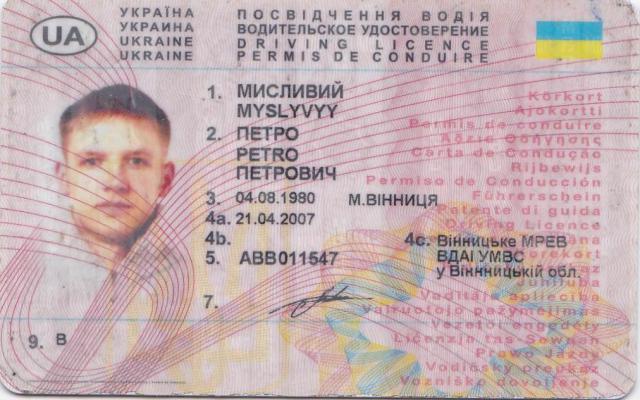 UA
УКРАЇНА
УКРАИНА
UKRAINE
UKRAINE
ПОСВІДЧЕННЯ ВОДІЯ
ВОДИТЕЛЬСКОЕ УДОСТОВЕРЕНИЕ
DRIVING LICENCE
PERMIS DE CONDUIRE
1. МИСЛИВИЙ
MYSLYVYY
2. ПЕТРО
PETRO
ПЕТРОВИЧ
3. 04.08.1980 М.ВІННИЦЯ
4a. 21.04.2007
4b.
4c. Вінницьке МРЕВ
ВДАІ УМВС
у Віннницькій обл.
5. АВВ011547
7.
9. В
Körkort
Ajokortti
Permis de conduire
Άδεια Οδήγησης
Carta de Condução
Rijbewijs
Permiso de Conducción
Führerschein
Patente di guida
Driving Licence
Juhiluba
Vadītāja apliecība
Vairuotojo pažymėjimas
Vezetői engedély
Liċenzja tas-Sewqan
Prawo Jazdy
Vodičský preukaz
Vozniško dovoljenje